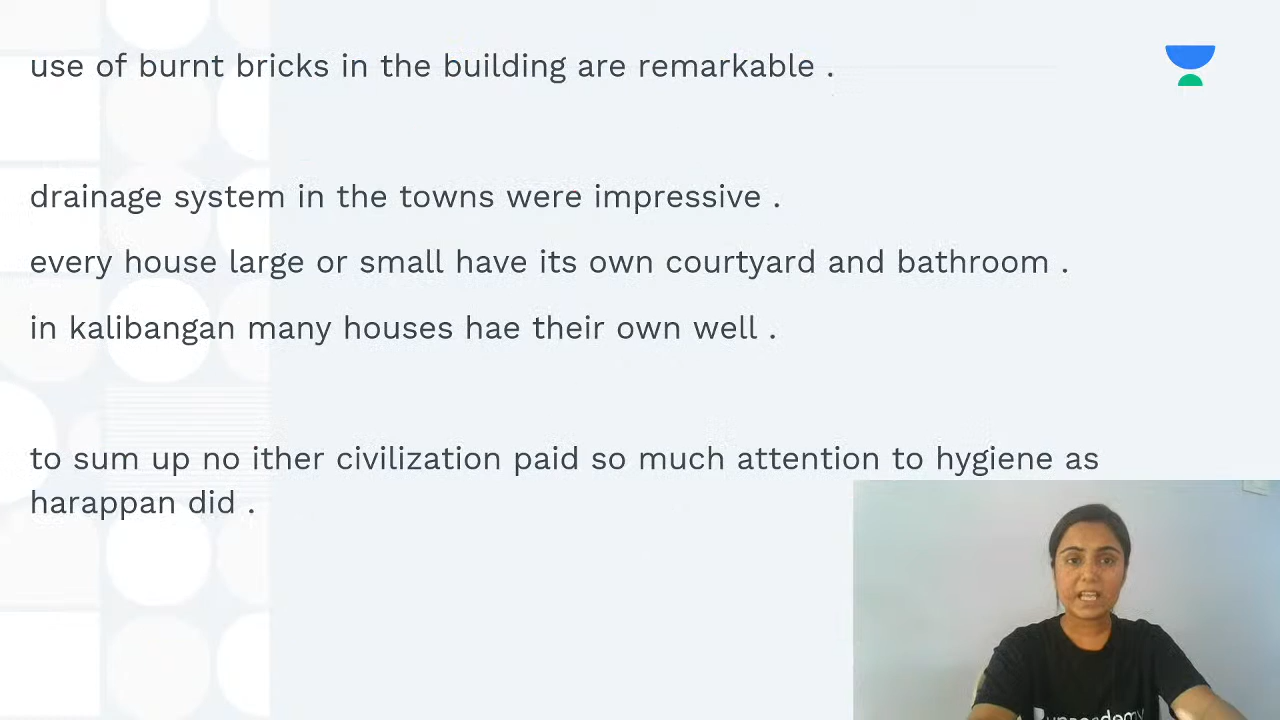 use of burnt bricks in the building are remarkable .
drainage system in the towns were impressive .
every house large or small have its own courtyard and bathroom .
in kalibangan many houses hae their own well .
to sum up no ither civilization paid so much attention to hygiene as
harappan did .